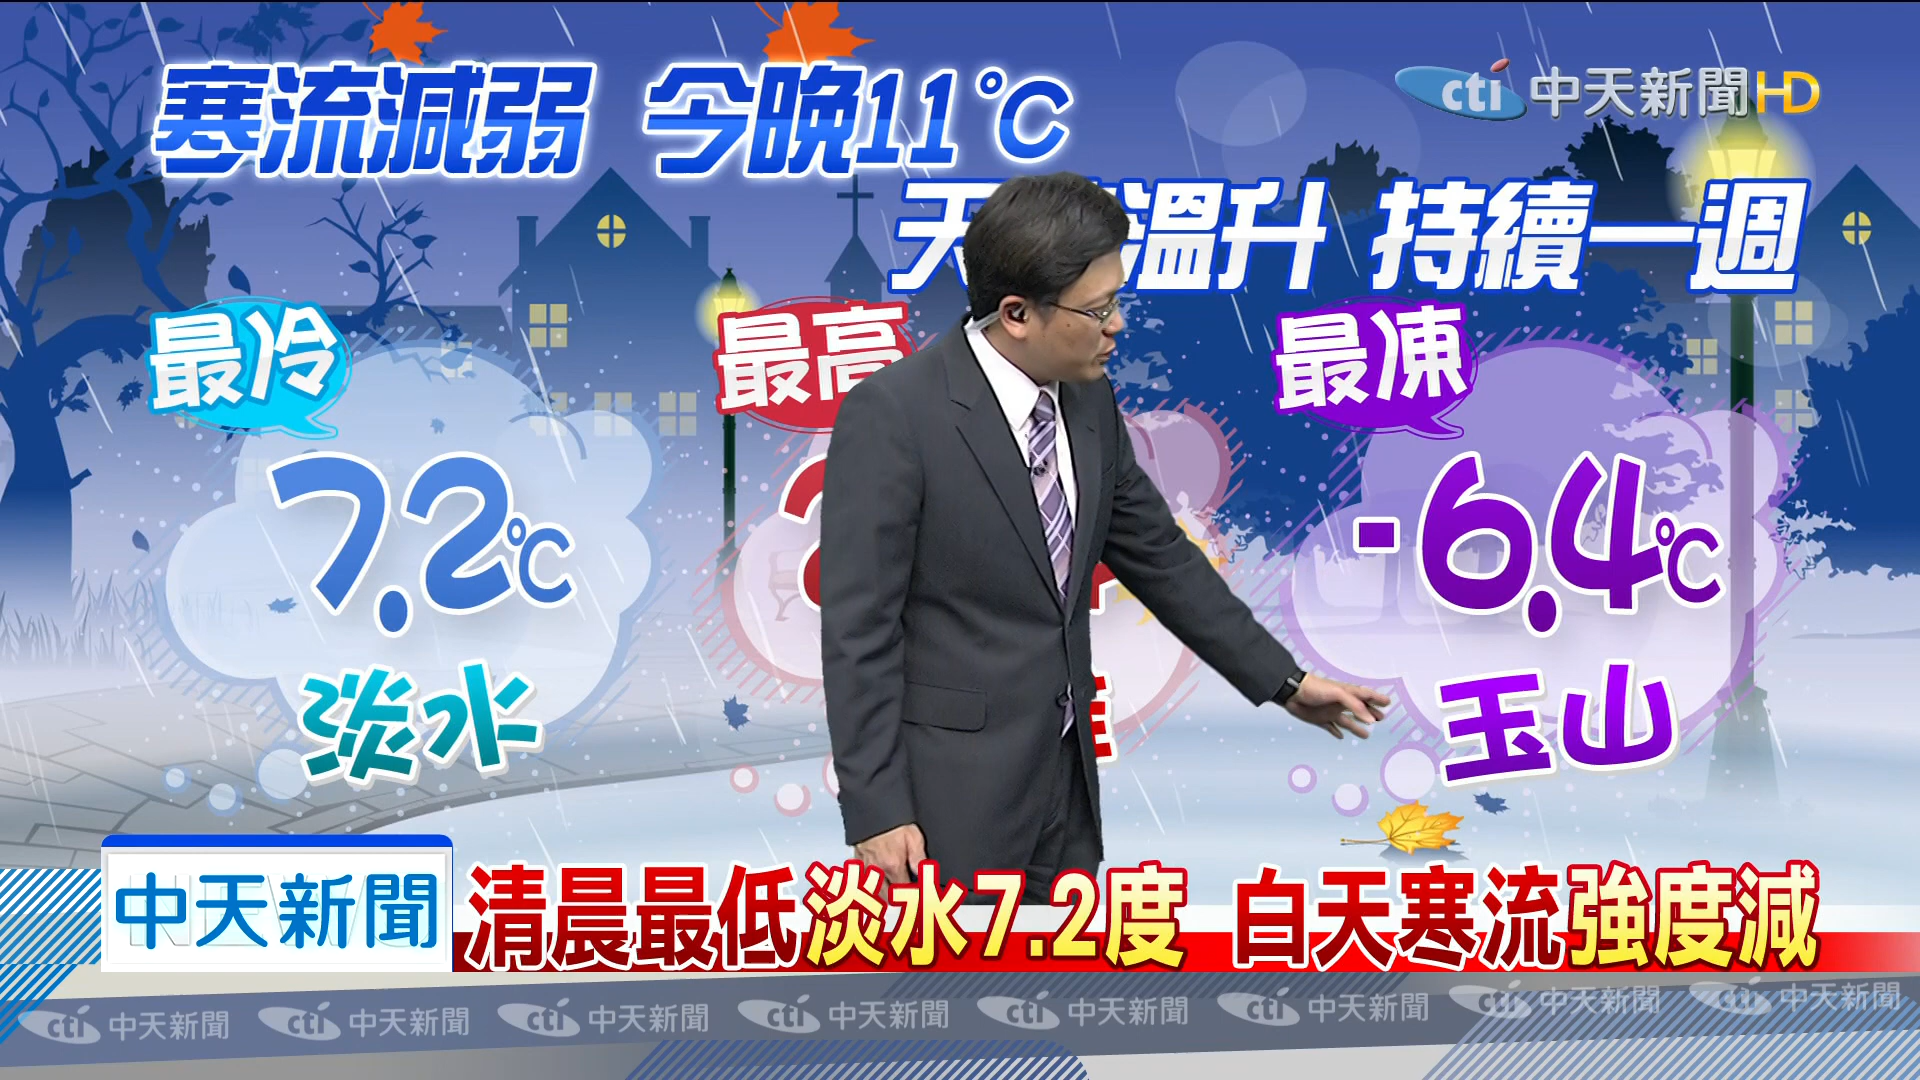 寒流減弱 今晚11℃
cti 中天新聞HD
天 溫升 持續一週
最冷
最高
最凍
7.2℃
-6.4℃
淡水
玉山
中天新聞
清晨最低淡水7.2度 白天寒流強度減
cti 中天新聞 cti 中天新聞 cti 中天新聞 cti 中天新聞 cti 中天新聞 cti 中天新聞 cti 中天新聞 cti 中天新聞